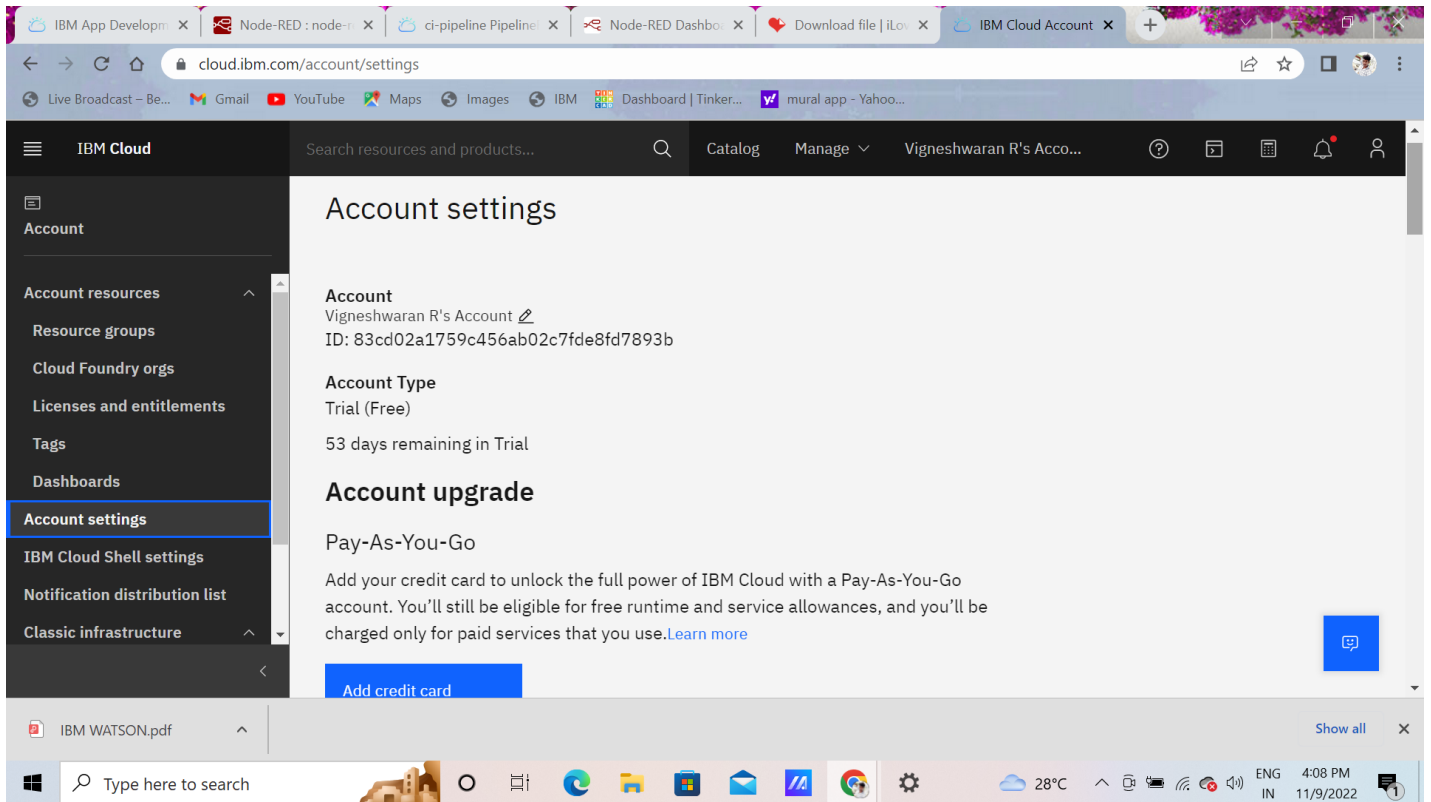 IBM App Developm
Node-RED : node-r
ci-pipeline Pipeline
Node-RED Dashbo
Download file | iLov
IBM Cloud Account
cloud.ibm.com/account/settings
Live Broadcast – Be...
Gmail
YouTube
Maps
Images
IBM
Dashboard | Tinker...
mural app - Yahoo...
IBM Cloud
Search resources and products...
Catalog
Manage
Vigneshwaran R's Acco...
Account
Account resources
Resource groups
Cloud Foundry orgs
Licenses and entitlements
Tags
Dashboards
Account settings
IBM Cloud Shell settings
Notification distribution list
Classic infrastructure
Account settings
Account
Vigneshwaran R's Account
ID: 83cd02a1759c456ab02c7fde8fd7893b
Account Type
Trial (Free)
53 days remaining in Trial
Account upgrade
Pay-As-You-Go
Add your credit card to unlock the full power of IBM Cloud with a Pay-As-You-Go
account. You’ll still be eligible for free runtime and service allowances, and you’ll be
charged only for paid services that you use.Learn more
Add credit card
IBM WATSON.pdf
Show all
Type here to search
28°C
ENG
IN
4:08 PM
11/9/2022
1